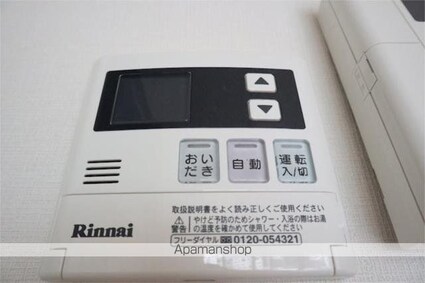 おい
だき
自動
運転
入/切
取扱説明書をよく読み正しくご使用ください
警告
やけど予防のためシャワー・入浴の際はお湯
の温度を確かめて使用してください
Rinnai
フリーダイヤル 0120-054321
Apamanshop